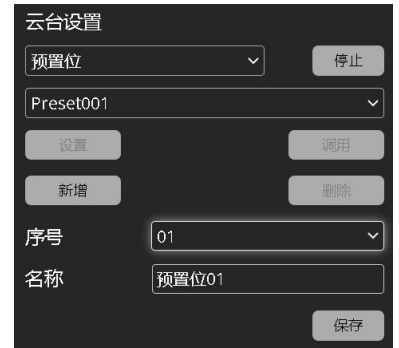 云台设置
预置位 停止
Preset001
设置 调用
新增 删除
序号 01
名称 预置位01
保存